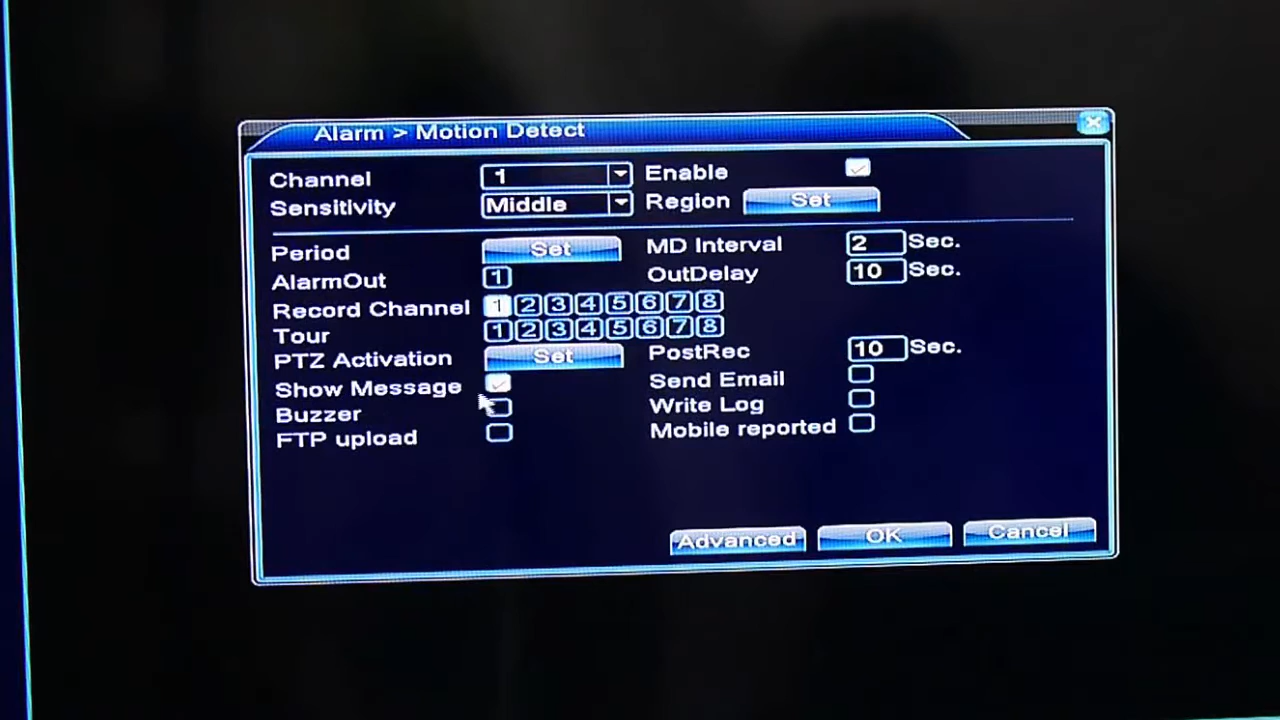 Alarm > Motion Detect
Channel 1 Enable
Sensitivity Middle Region Set
Period Set MD Interval 2 Sec.
AlarmOut 1 OutDelay 10 Sec.
Record Channel 1 2 3 4 5 6 7 8
Tour 1 2 3 4 5 6 7 8
PTZ Activation Set PostRec 10 Sec.
Show Message Send Email
Buzzer Write Log
FTP upload Mobile reported
Advanced OK Cancel